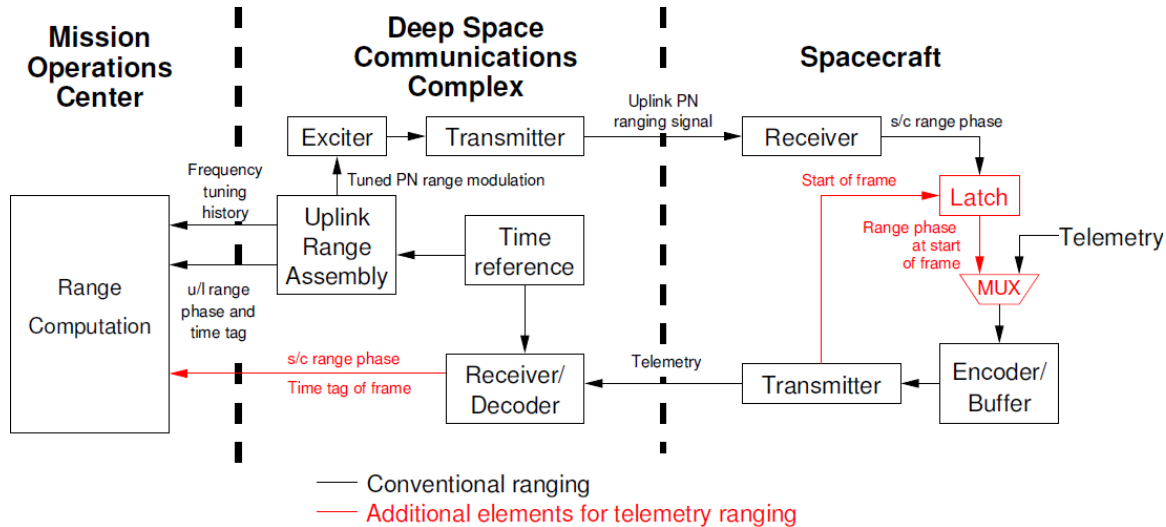 Mission
Operations
Center
Deep Space
Communications
Complex
Spacecraft
Uplink PN
ranging signal
Exciter
Transmitter
Receiver
s/c range phase
Frequency
tuning
history
Tuned PN range modulation
Start of frame
Latch
Uplink
Range
Assembly
Time
reference
Range phase
at start
of frame
Telemetry
MUX
Range
Computation
u/l range
phase and
time tag
s/c range phase
Time tag of frame
Receiver/
Decoder
Telemetry
Transmitter
Encoder/
Buffer
Conventional ranging
Additional elements for telemetry ranging